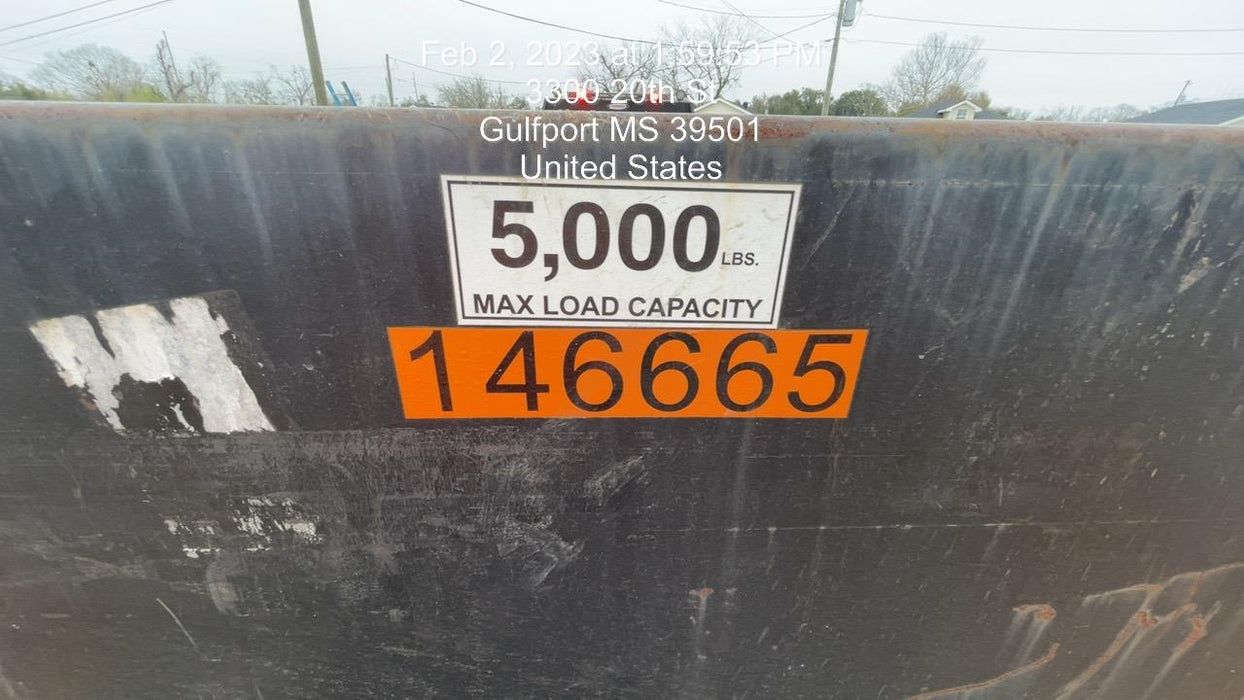 Feb 2, 2023 at 1:59:53 PM
3300 20th St
Gulfport MS 39501
United States
5,000 LBS.
MAX LOAD CAPACITY
146665